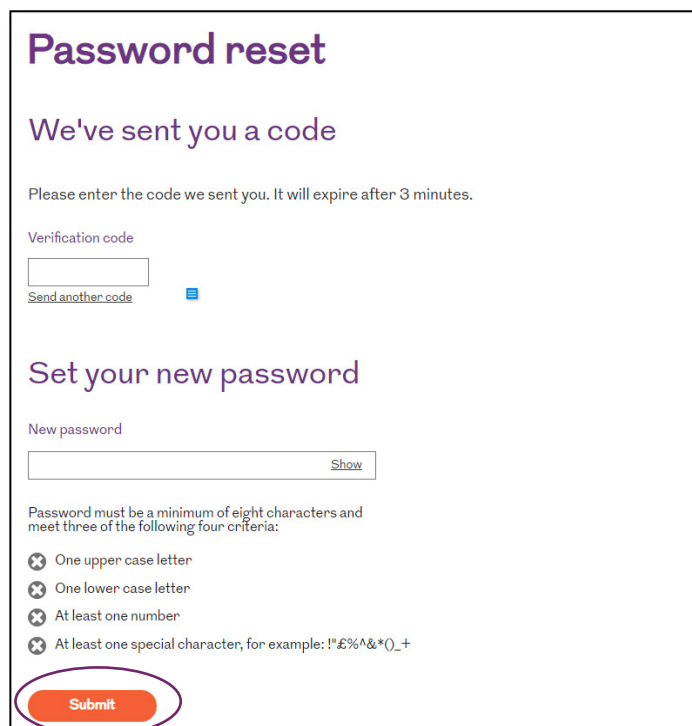 Password reset
We've sent you a code
Please enter the code we sent you. It will expire after 3 minutes.
Verification code
Send another code
Set your new password
New password
Show
Password must be a minimum of eight characters and
meet three of the following four criteria:
One upper case letter
One lower case letter
At least one number
At least one special character, for example: !"£%^&*()_+
Submit